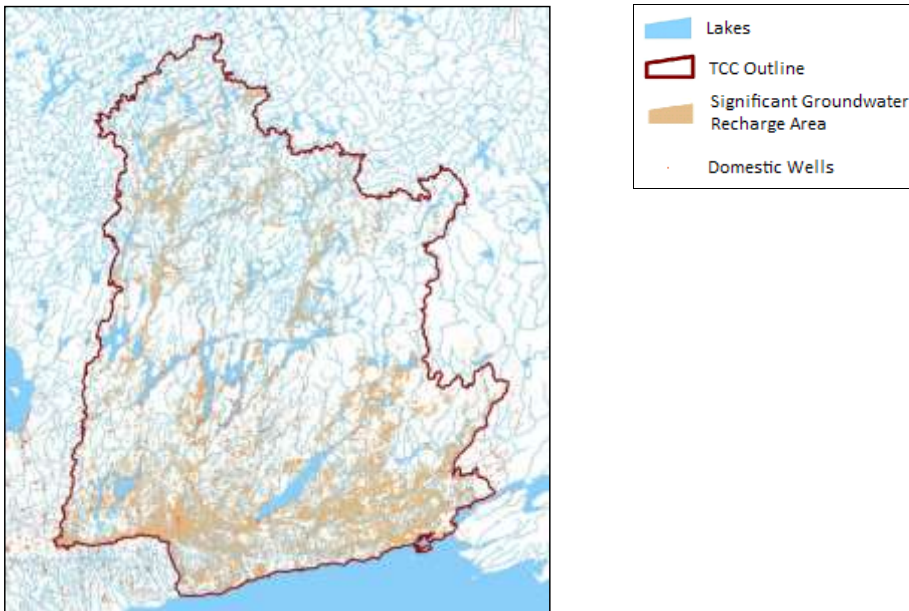 Lakes
TCC Outline
Significant Groundwater
Recharge Area
Domestic Wells